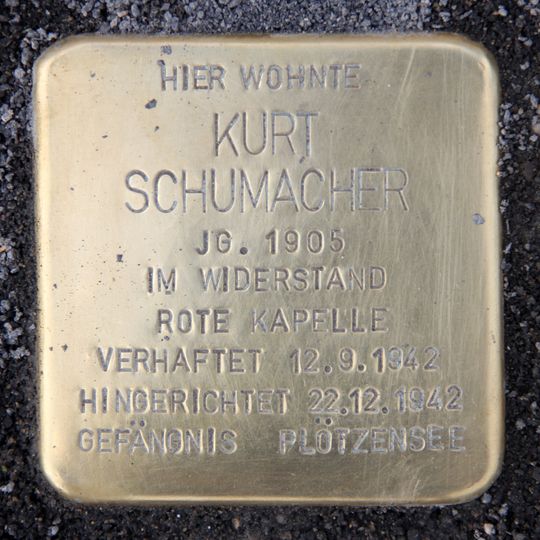 HIER WOHNTE
KURT
SCHUMACHER
JG. 1905
IM WIDERSTAND
ROTE KAPELLE
VERHAFTET 12.9.1942
HINGERICHTET 22.12.1942
GEFÄNGNIS PLÖTZENSEE